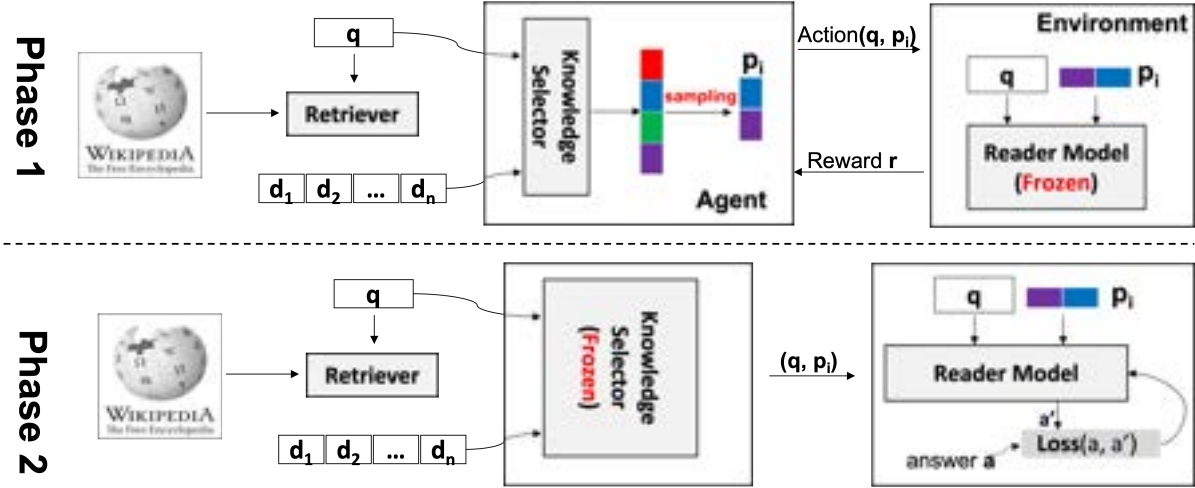 Phase 1
WIKIPEDIA
The Free Encyclopedia
q
Retriever
d1 d2 ... dn
Knowledge
Selector
sampling
pi
Agent
Action(q, pi)
Reward r
Environment
q
pi
Reader Model
(Frozen)
Phase 2
WIKIPEDIA
The Free Encyclopedia
q
Retriever
d1 d2 ... dn
Knowledge
Selector
(Frozen)
(q, pi)
q
pi
Reader Model
a'
Loss(a, a')
answer a